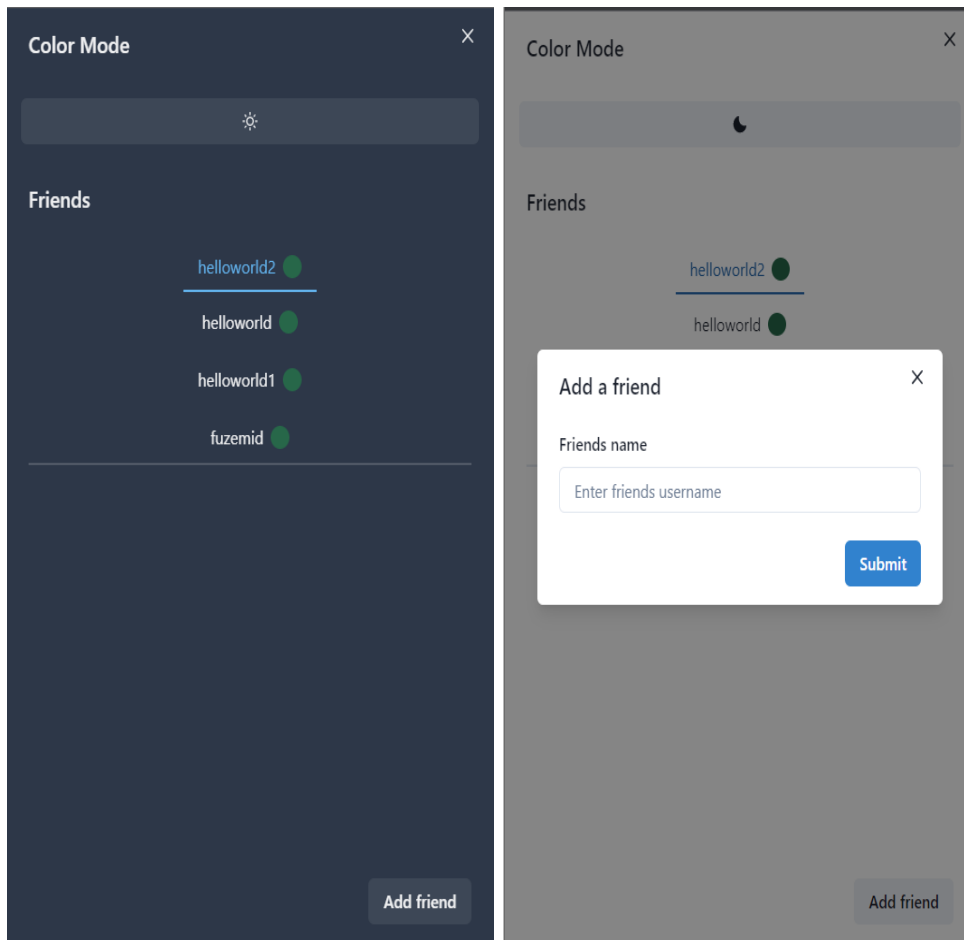 Color Mode
Friends
helloworld2
helloworld
helloworld1
fuzemid
Add friend
Color Mode
Friends
helloworld2
helloworld
Add a friend
Friends name
Enter friends username
Submit
Add friend